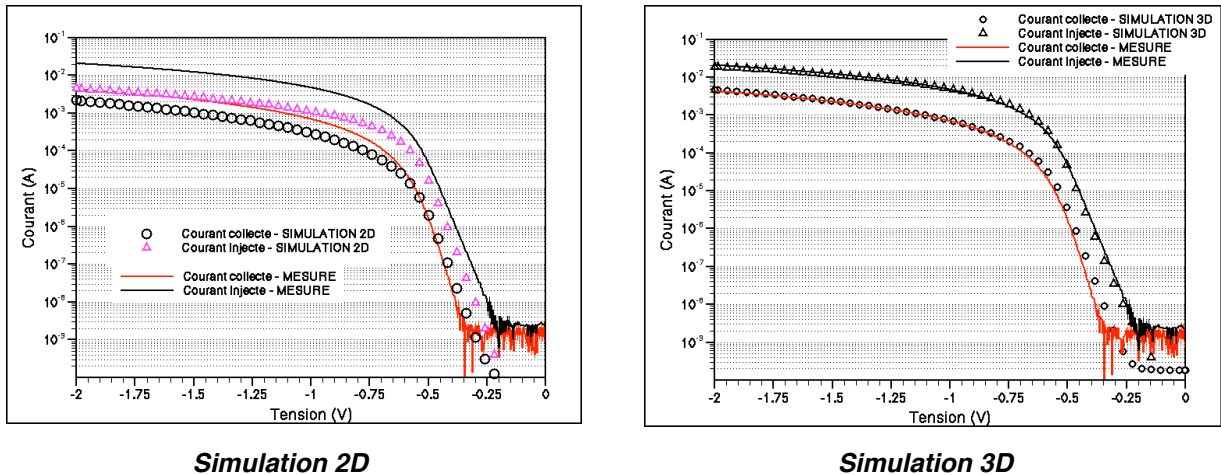 Courant (A)
10^-1
10^-2
10^-3
10^-4
10^-5
10^-6
10^-7
10^-8
10^-9
Courant collecte - SIMULATION 2D
Courant Injecte - SIMULATION 2D
Courant collecte - MESURE
Courant Injecte - MESURE
-2 -1.75 -1.5 -1.25 -1 -0.75 -0.5 -0.25 0
Tension (V)
Simulation 2D
Courant collecte - SIMULATION 3D
Courant Injecte - SIMULATION 3D
Courant collecte - MESURE
Courant Injecte - MESURE
Courant (A)
10^-1
10^-2
10^-3
10^-4
10^-5
10^-6
10^-7
10^-8
10^-9
-2 -1.75 -1.5 -1.25 -1 -0.75 -0.5 -0.25 0
Tension (V)
Simulation 3D